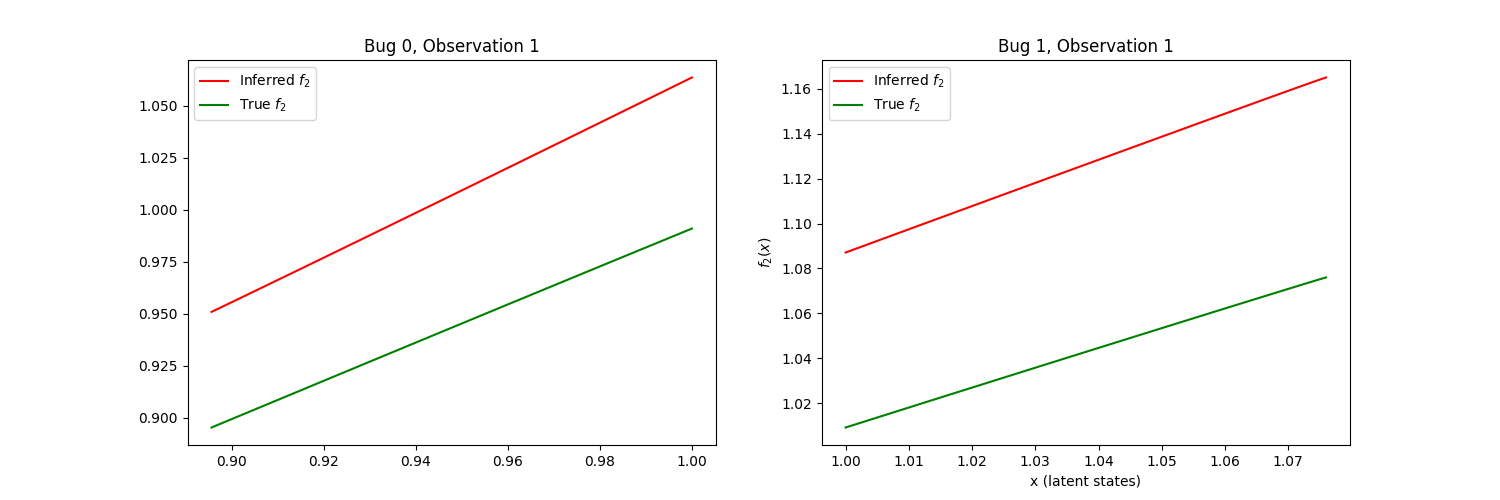 Bug 0, Observation 1
Inferred f₂
True f₂
1.050
1.025
1.000
0.975
0.950
0.925
0.900
0.90 0.92 0.94 0.96 0.98 1.00
Bug 1, Observation 1
Inferred f₂
True f₂
f₂(x)
1.16
1.14
1.12
1.10
1.08
1.06
1.04
1.02
1.00 1.01 1.02 1.03 1.04 1.05 1.06 1.07
x (latent states)